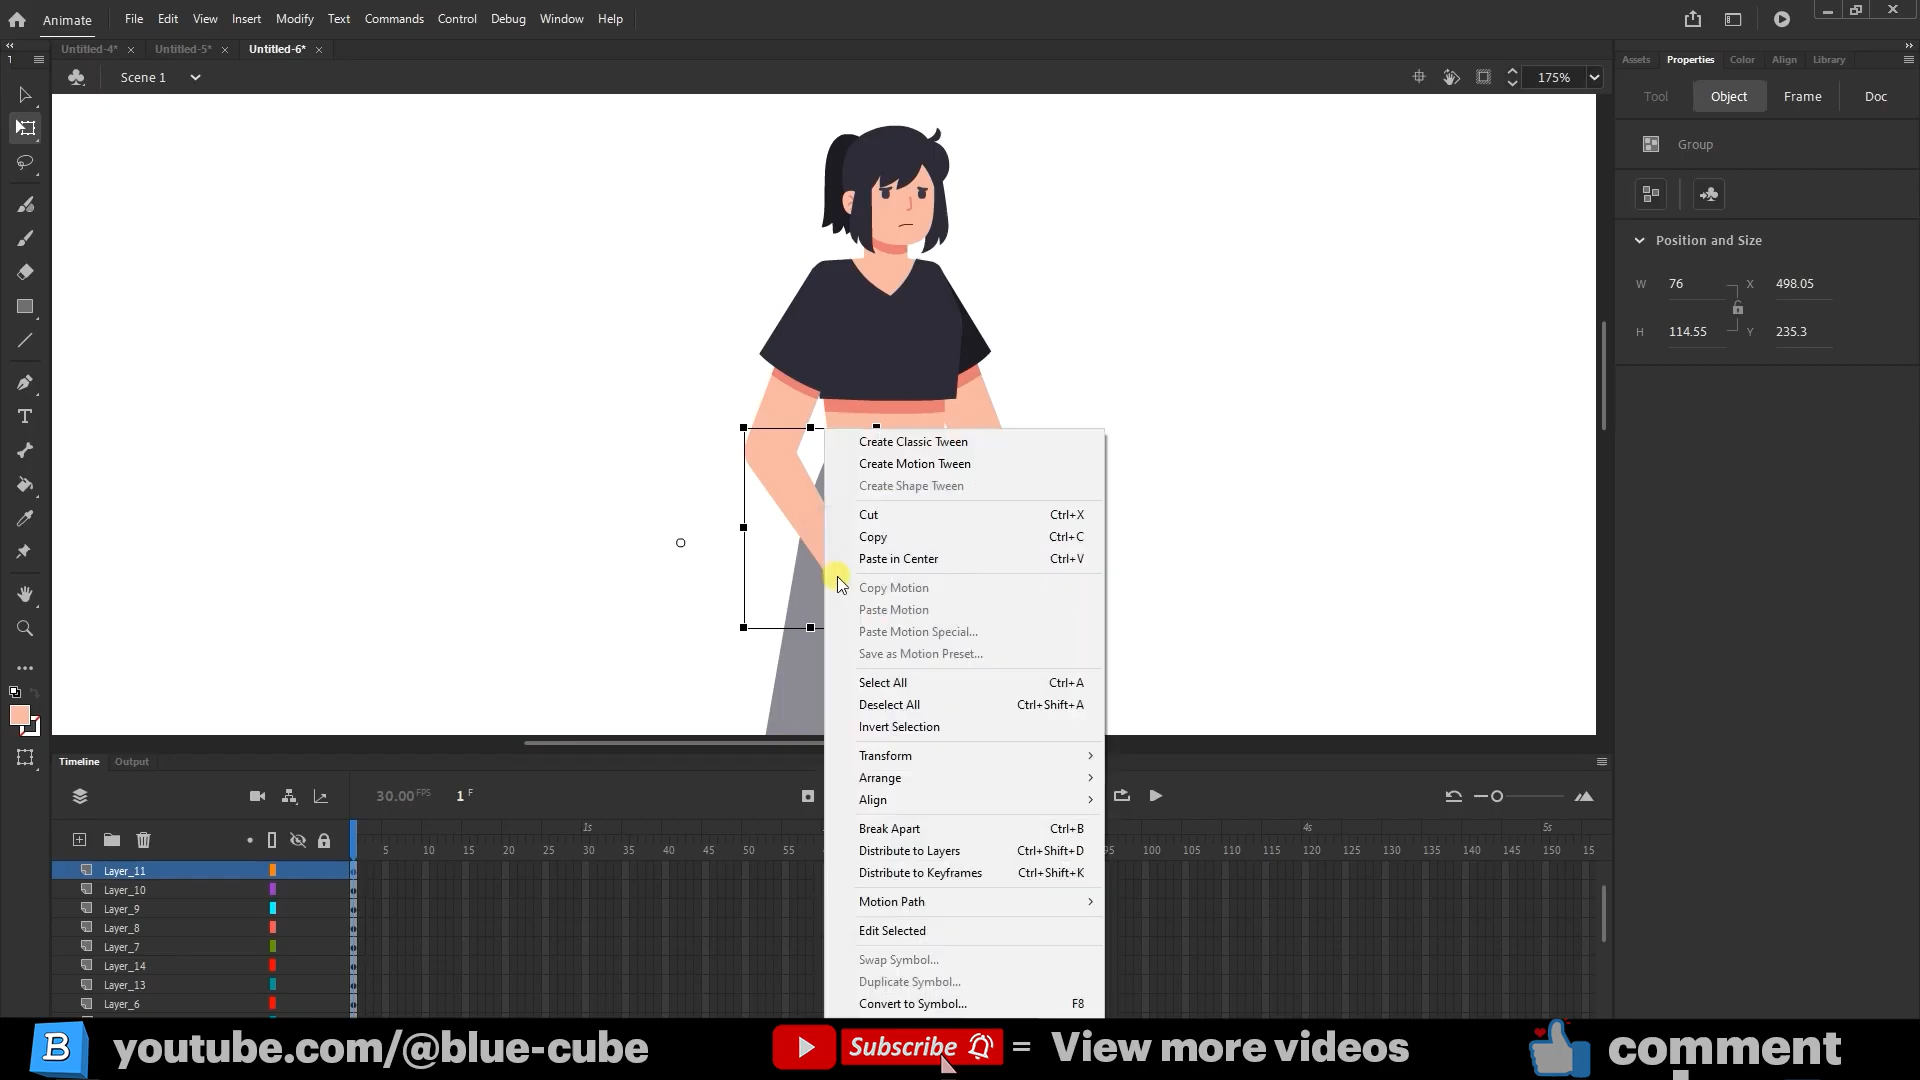 Animate File Edit View Insert Modify Text Commands Control Debug Window Help
Untitled-4* Untitled-5* Untitled-6*
Scene 1 175%
Assets Properties Color Align Library
Tool Object Frame Doc
Group
Position and Size
W 76 X 498.05
H 114.55 Y 235.3
Create Classic Tween
Create Motion Tween
Create Shape Tween
Cut Ctrl+X
Copy Ctrl+C
Paste in Center Ctrl+V
Copy Motion
Paste Motion
Paste Motion Special...
Save as Motion Preset...
Select All Ctrl+A
Deselect All Ctrl+Shift+A
Invert Selection
Transform
Arrange
Align
Break Apart Ctrl+B
Distribute to Layers Ctrl+Shift+D
Distribute to Keyframes Ctrl+Shift+K
Motion Path
Edit Selected
Swap Symbol...
Duplicate Symbol...
Convert to Symbol... F8
Timeline Output
30.00 FPS 1 F
1s 4s 5s
5 10 15 20 25 30 35 40 45 50 55 95 100 105 110 115 120 125 130 135 140 145 150 15
Layer_11
Layer_10
Layer_9
Layer_8
Layer_7
Layer_14
Layer_13
Layer_6
B youtube.com/@blue-cube Subscribe = View more videos comment